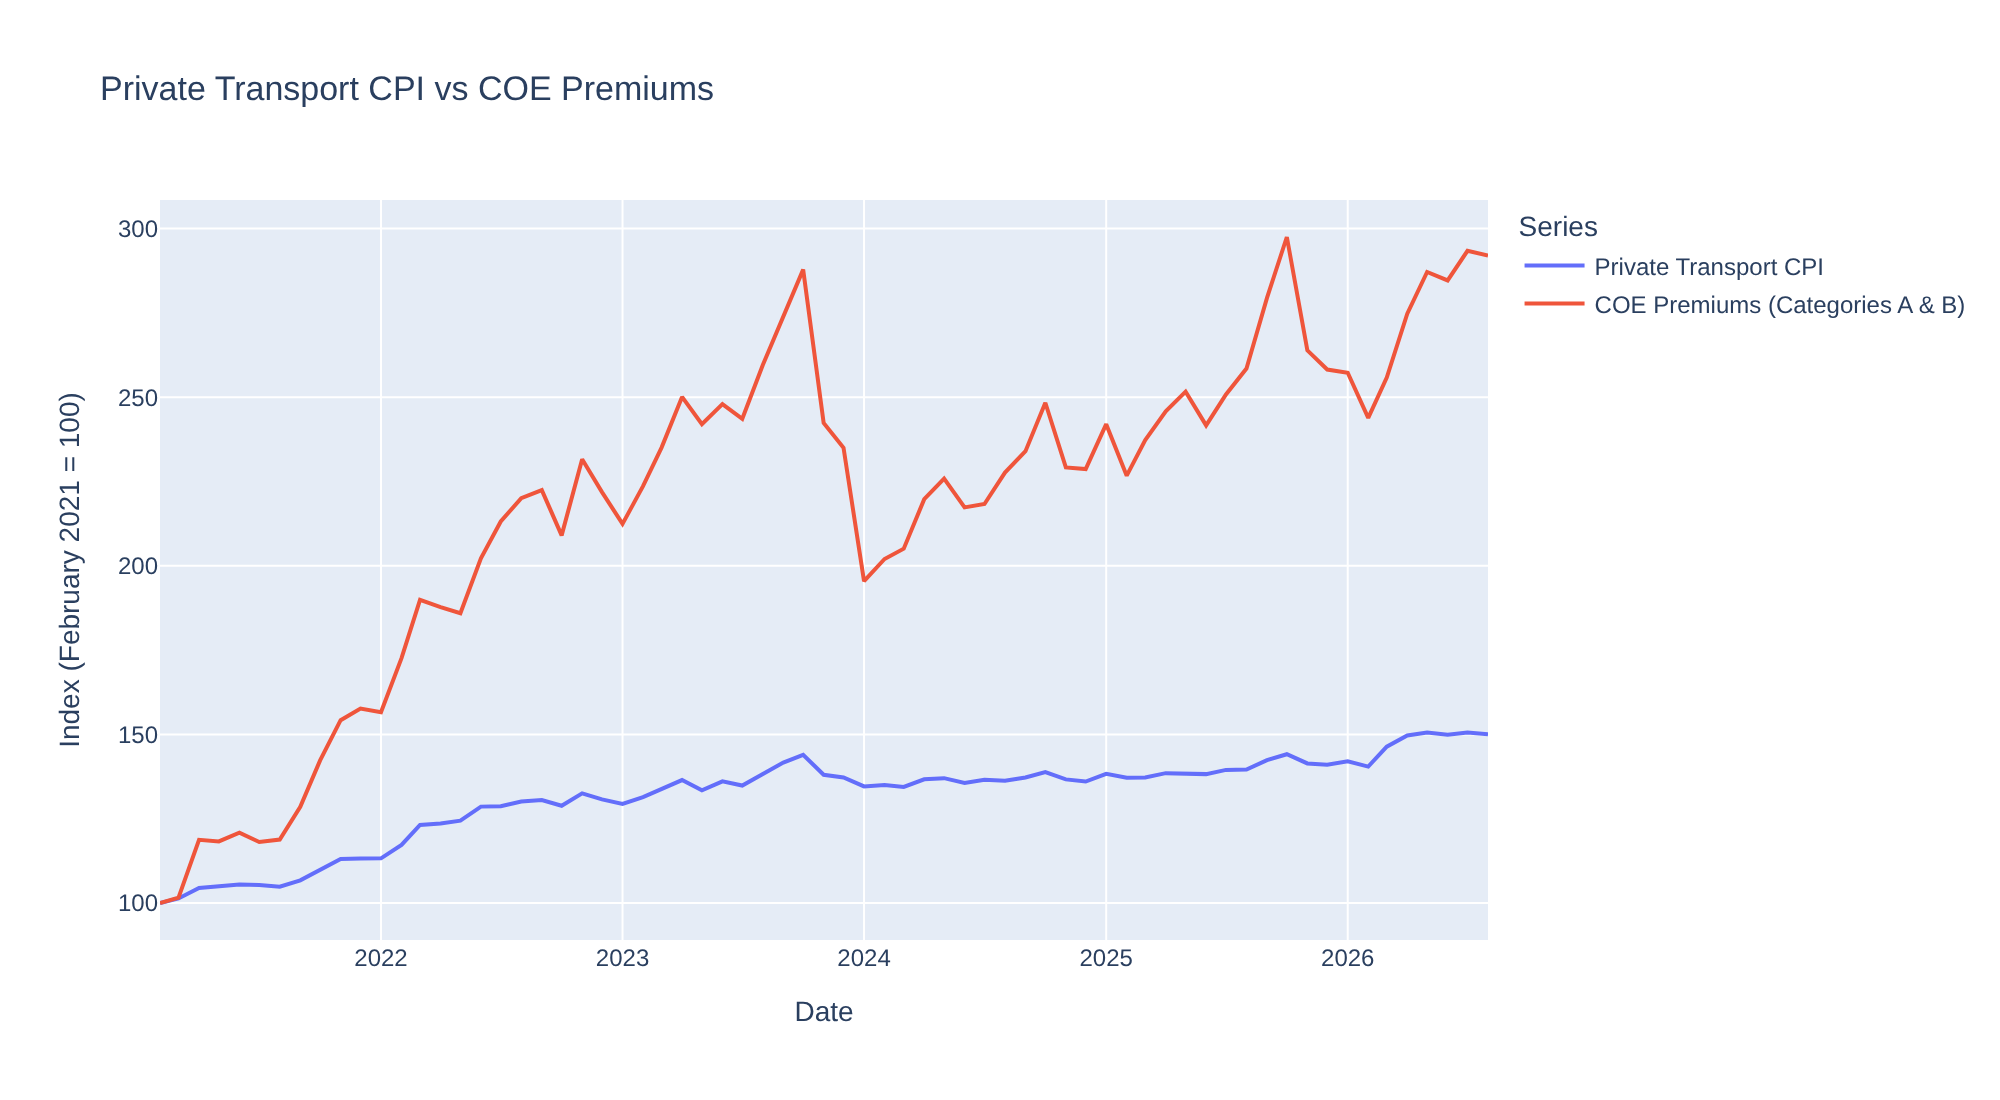 Private Transport CPI vs COE Premiums
Series
Private Transport CPI
COE Premiums (Categories A & B)
Index (February 2021 = 100)
300
250
200
150
100
2022
2023
2024
2025
2026
Date